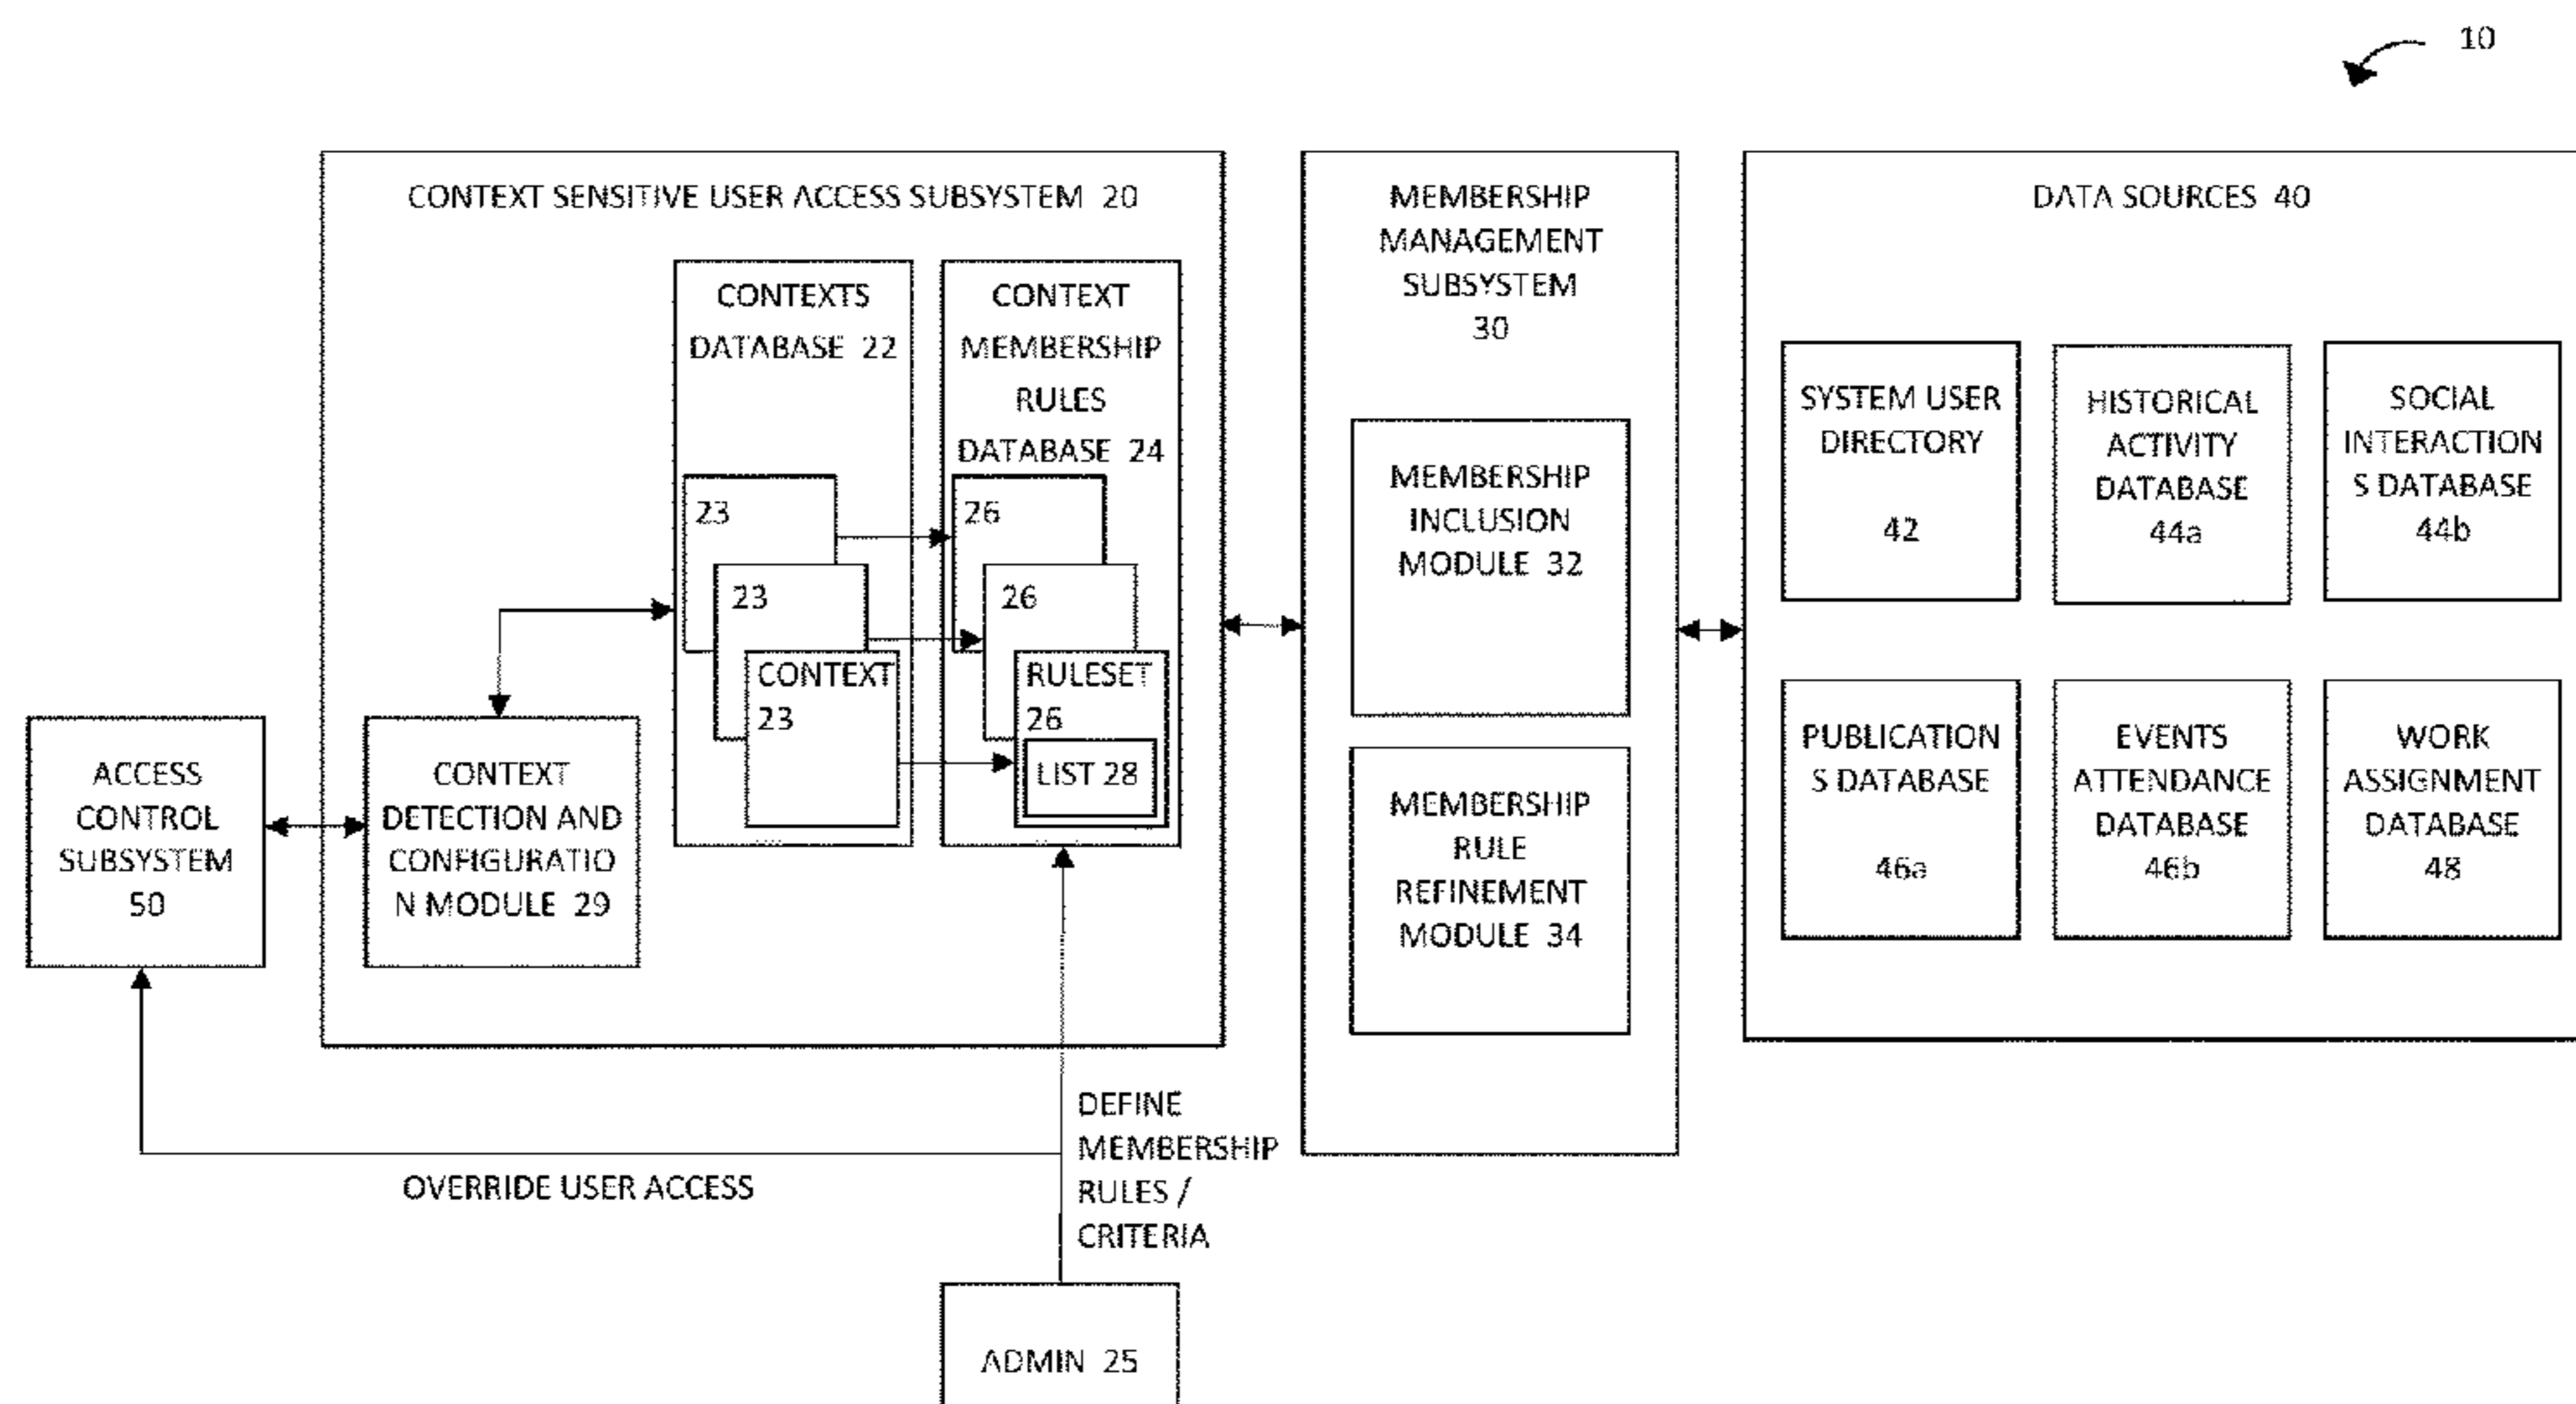 10
CONTEXT SENSITIVE USER ACCESS SUBSYSTEM 20
CONTEXTS
DATABASE 22
CONTEXT
MEMBERSHIP
RULES
DATABASE 24
23
23
CONTEXT
23
26
26
RULESET
26
LIST 28
ACCESS
CONTROL
SUBSYSTEM
50
CONTEXT
DETECTION AND
CONFIGURATIO
N MODULE 29
MEMBERSHIP
MANAGEMENT
SUBSYSTEM
30
MEMBERSHIP
INCLUSION
MODULE 32
MEMBERSHIP
RULE
REFINEMENT
MODULE 34
DATA SOURCES 40
SYSTEM USER
DIRECTORY
42
HISTORICAL
ACTIVITY
DATABASE
44a
SOCIAL
INTERACTION
S DATABASE
44b
PUBLICATION
S DATABASE
46a
EVENTS
ATTENDANCE
DATABASE
46b
WORK
ASSIGNMENT
DATABASE
48
OVERRIDE USER ACCESS
DEFINE
MEMBERSHIP
RULES /
CRITERIA
ADMIN 25